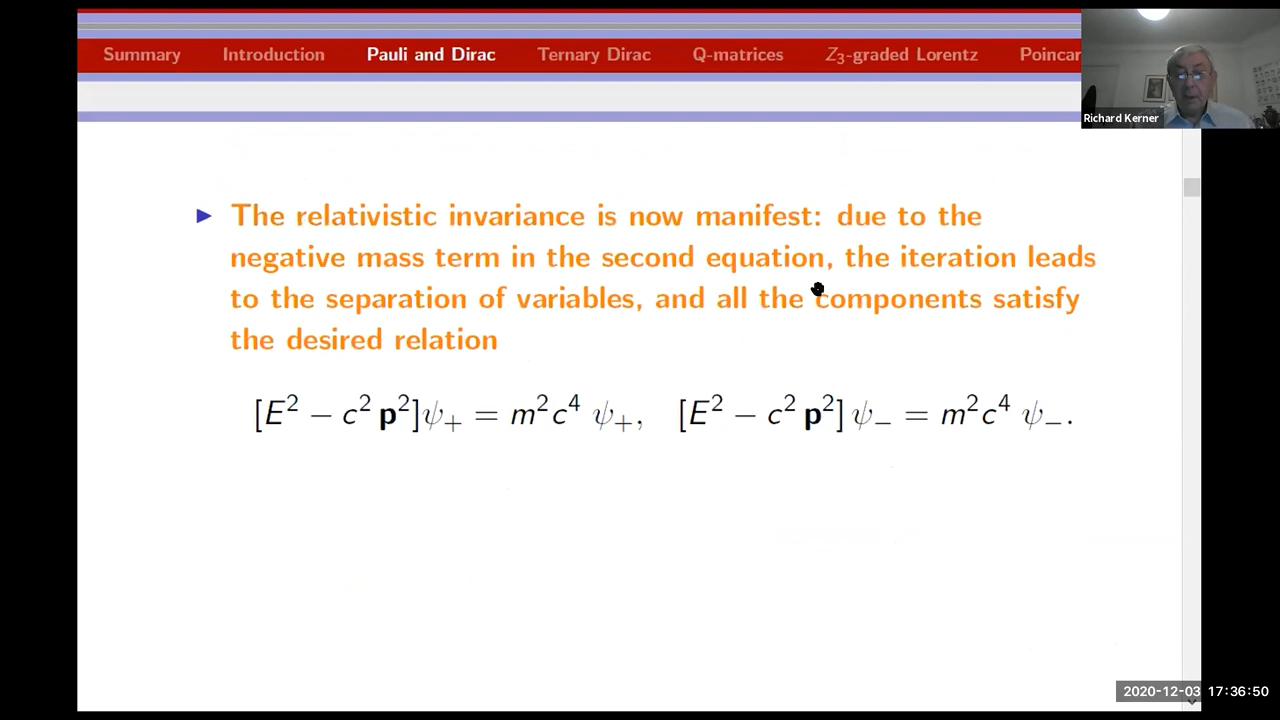 Summary Introduction Pauli and Dirac Ternary Dirac Q-matrices Z₃-graded Lorentz Poincar
Richard Kerner
► The relativistic invariance is now manifest: due to the
negative mass term in the second equation, the iteration leads
to the separation of variables, and all the components satisfy
the desired relation
[E² − c² p²]ψ₊ = m²c⁴ ψ₊, [E² − c² p²] ψ₋ = m²c⁴ ψ₋.
2020-12-03 17:36:50